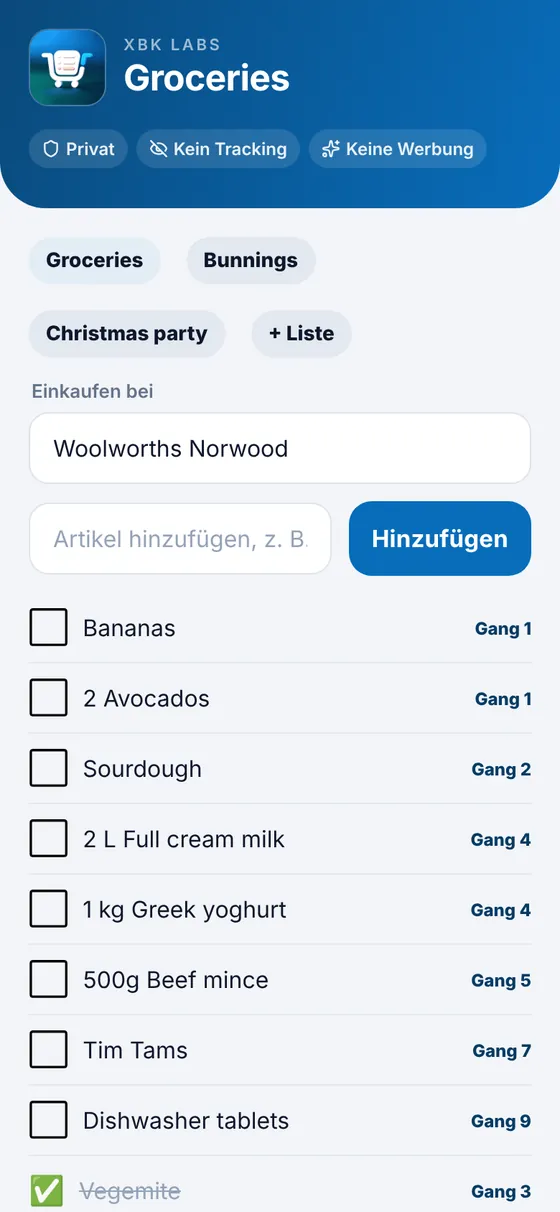 XBK LABS
Groceries
Privat Kein Tracking Keine Werbung
Groceries Bunnings
Christmas party + Liste
Einkaufen bei
Woolworths Norwood
Artikel hinzufügen, z. B. Hinzufügen
Bananas Gang 1
2 Avocados Gang 1
Sourdough Gang 2
2 L Full cream milk Gang 4
1 kg Greek yoghurt Gang 4
500g Beef mince Gang 5
Tim Tams Gang 7
Dishwasher tablets Gang 9
Vegemite Gang 3